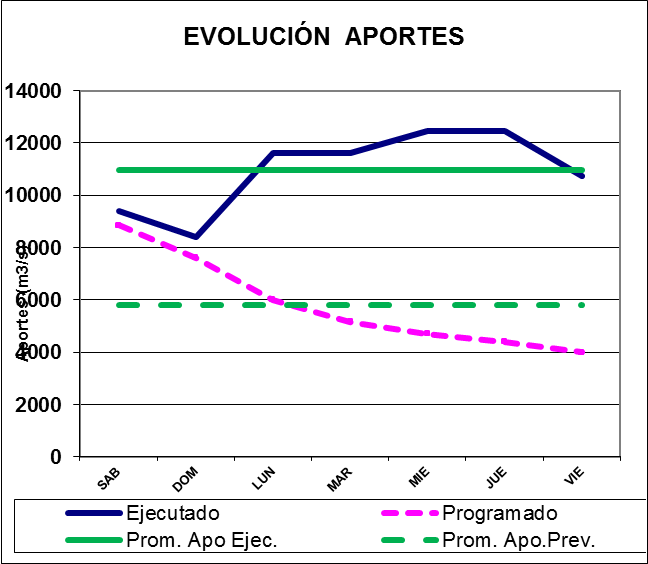 EVOLUCIÓN APORTES
14000
12000
10000
8000
6000
4000
2000
0
Aportes (m3/s)
SAB DOM LUN MAR MIE JUE VIE
Ejecutado Programado
Prom. Apo Ejec. Prom. Apo.Prev.